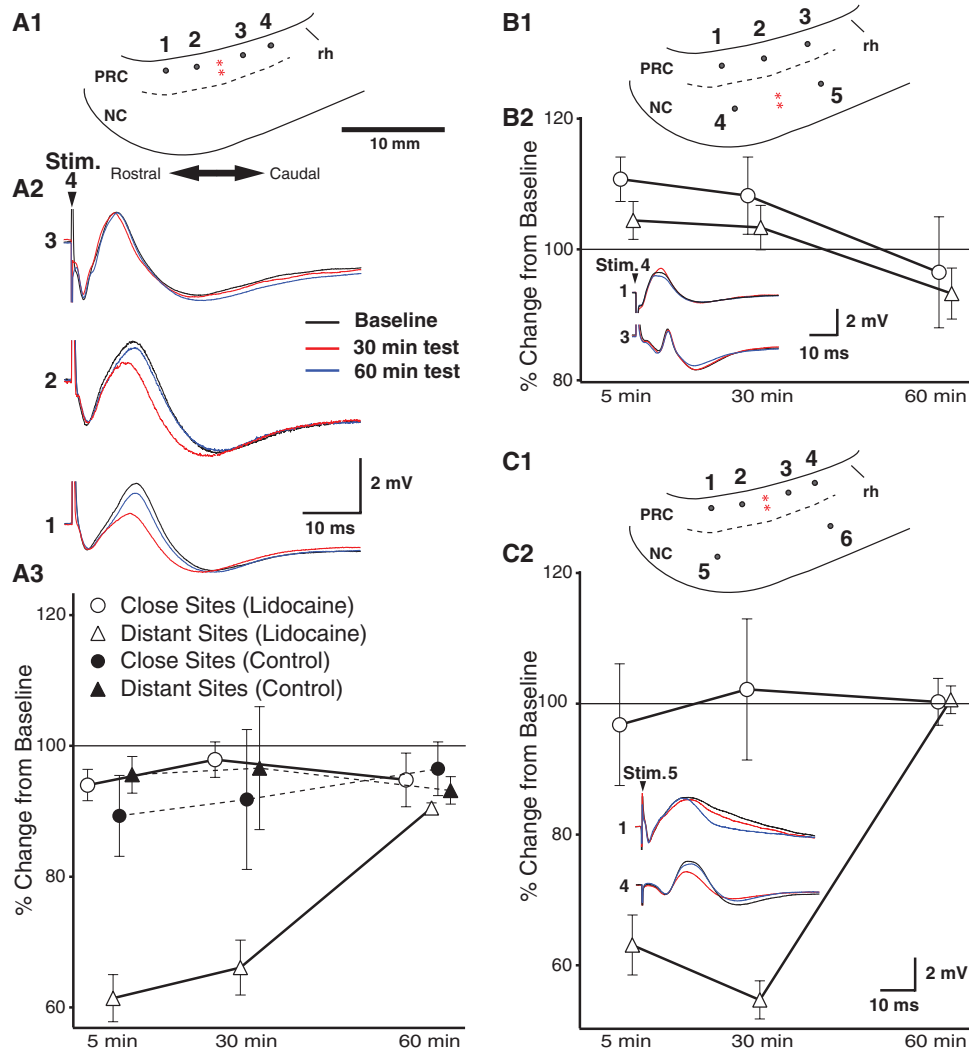 A1
1 2 3 4
rh
PRC
**
NC
10 mm
Rostral Caudal
A2
Stim.
4
3
Baseline
30 min test
60 min test
2
2 mV
10 ms
1
A3
120
Close Sites (Lidocaine)
Distant Sites (Lidocaine)
Close Sites (Control)
Distant Sites (Control)
100
80
60
% Change from Baseline
5 min 30 min 60 min
B1
1 2 3
rh
PRC
**
NC
4
5
B2
120
100
80
% Change from Baseline
Stim.4
1
3
2 mV
10 ms
5 min 30 min 60 min
C1
1 2 3 4
rh
PRC
**
NC
5
6
C2
120
100
80
60
% Change from Baseline
Stim.5
1
4
2 mV
10 ms
5 min 30 min 60 min